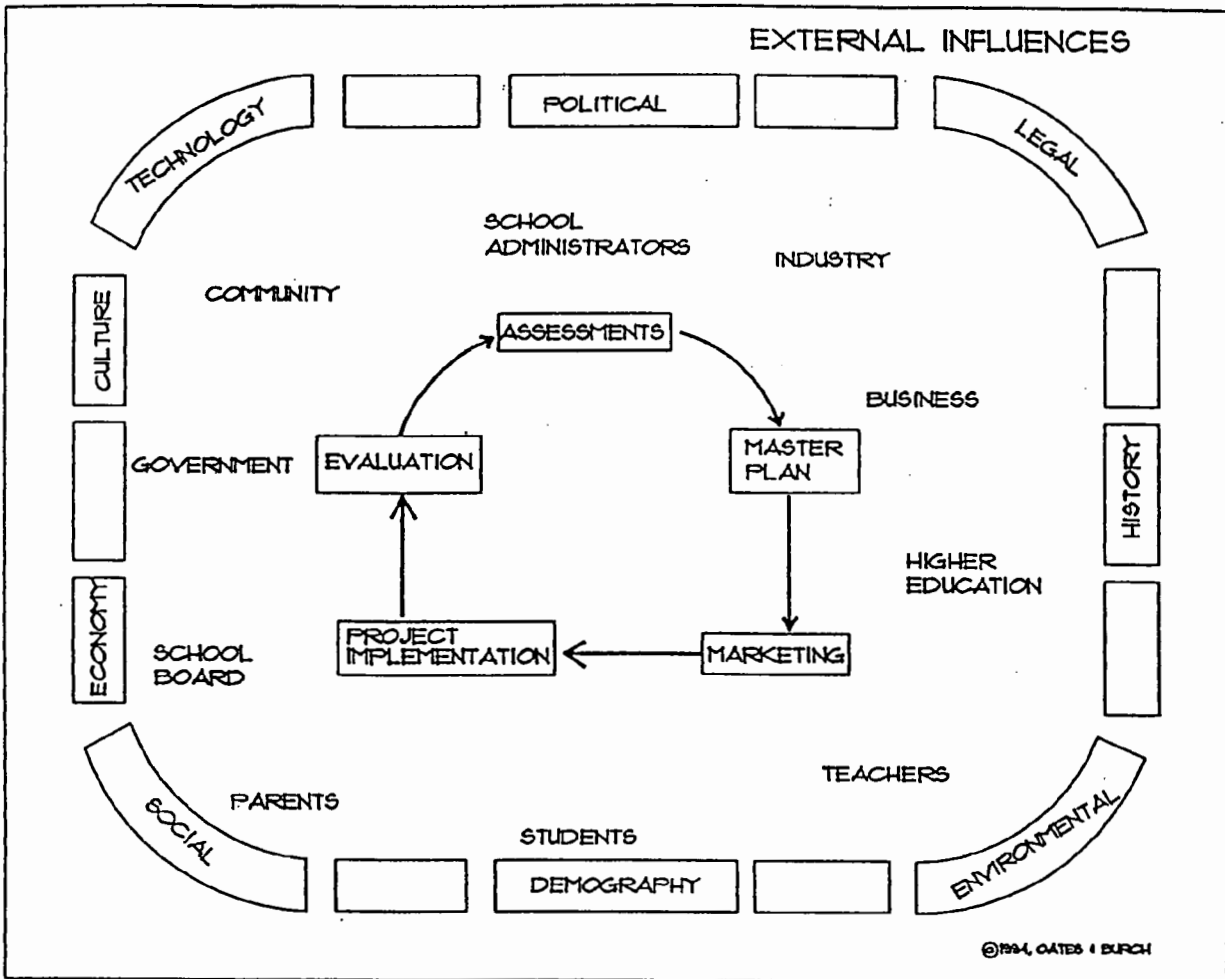 EXTERNAL INFLUENCES
TECHNOLOGY
POLITICAL
LEGAL
SCHOOL
ADMINISTRATORS
INDUSTRY
COMMUNITY
CULTURE
ASSESSMENTS
BUSINESS
GOVERNMENT
EVALUATION
MASTER
PLAN
HISTORY
HIGHER
EDUCATION
ECONOMY
SCHOOL
BOARD
PROJECT
IMPLEMENTATION
MARKETING
TEACHERS
PARENTS
SOCIAL
STUDENTS
ENVIRONMENTAL
DEMOGRAPHY
©1994, OATES & BURCH